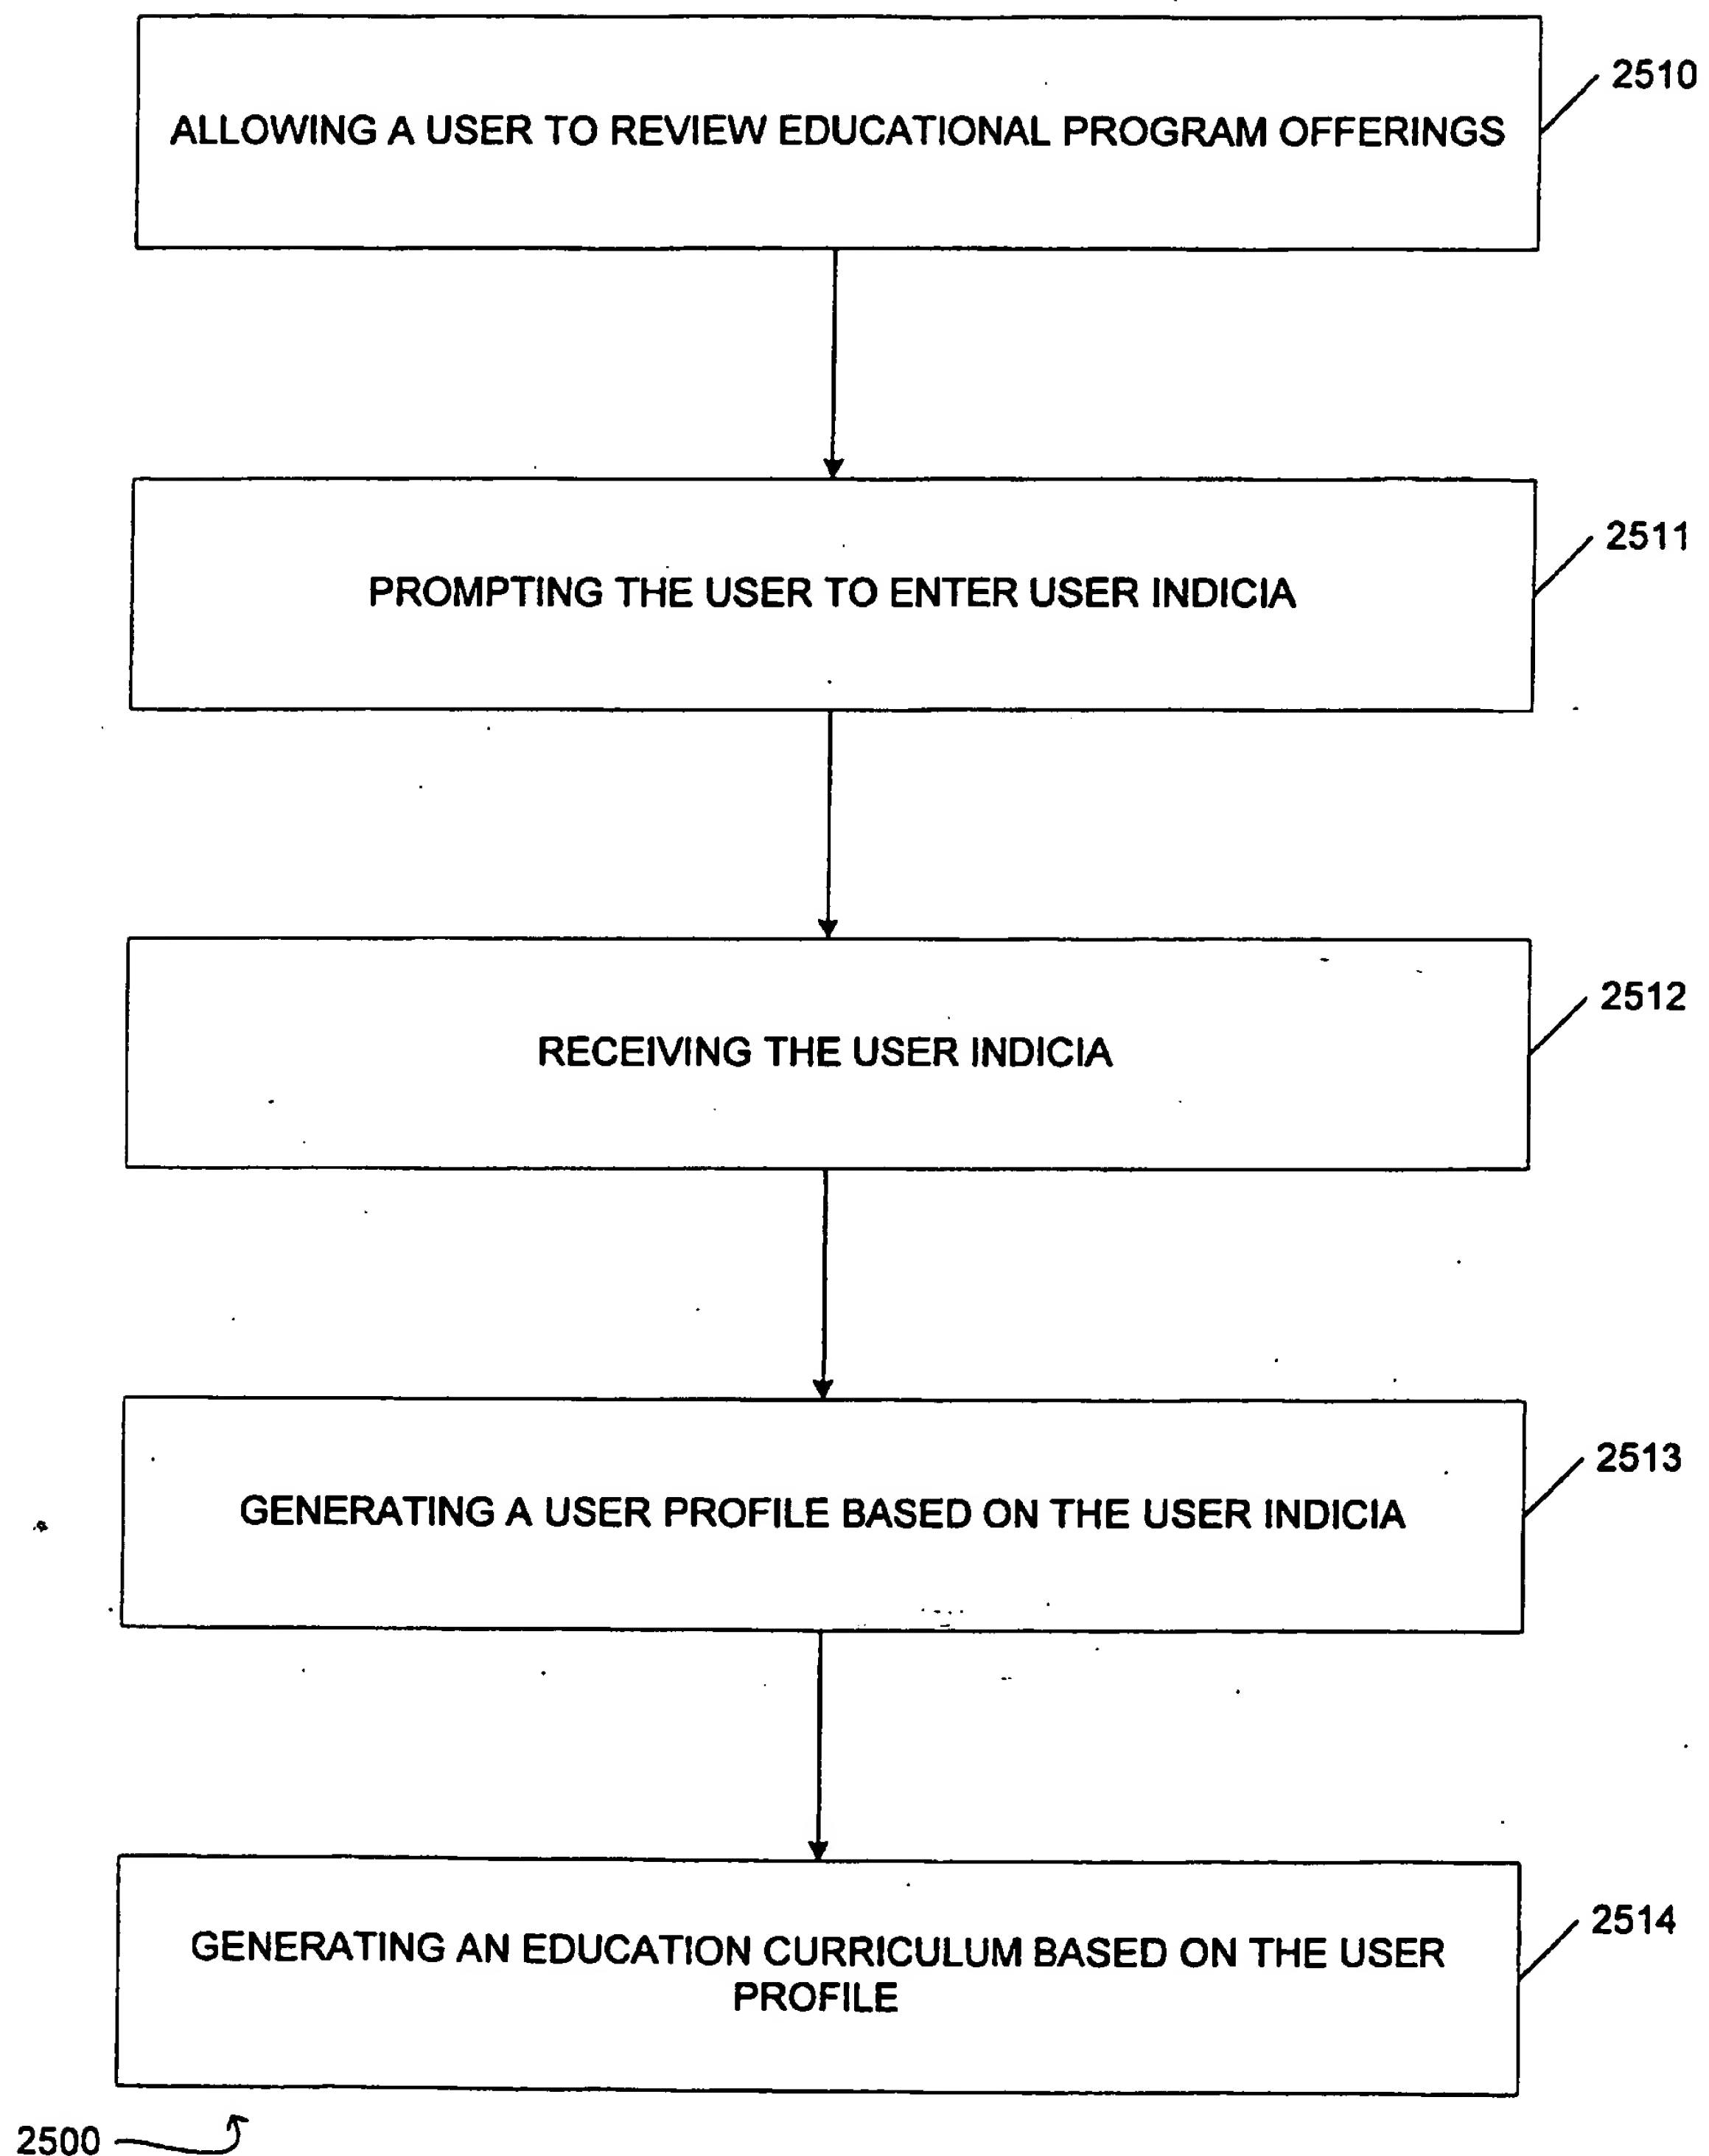 2510
ALLOWING A USER TO REVIEW EDUCATIONAL PROGRAM OFFERINGS
2511
PROMPTING THE USER TO ENTER USER INDICIA
2512
RECEIVING THE USER INDICIA
2513
GENERATING A USER PROFILE BASED ON THE USER INDICIA
2514
GENERATING AN EDUCATION CURRICULUM BASED ON THE USER
PROFILE
2500